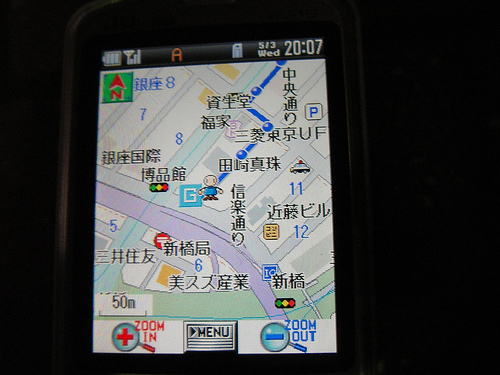 A
5/3 Wed 20:07
N
銀座8
中央通り
資生堂
7
P
福家
8
三菱東京UF
銀座国際
田崎真珠
博品館
11
G
信楽通り
近藤ビル
5
12
新橋局
三井住友
6
美スズ産業
新橋
50m
ZOOM IN
MENU
ZOOM OUT